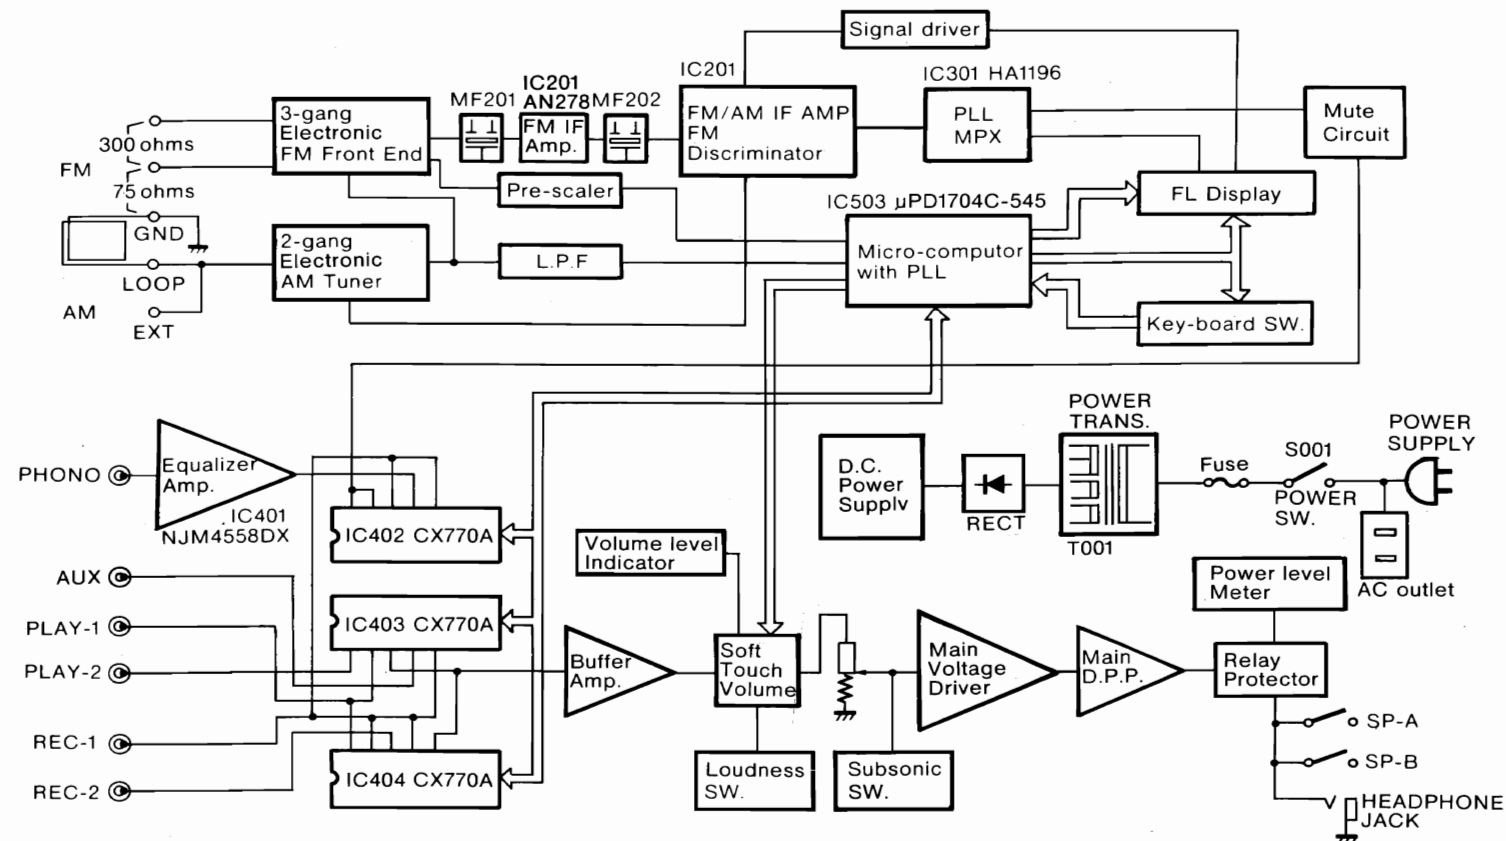 Signal driver
IC201
IC301 HA1196
IC201
AN278
MF201
MF202
3-gang
Electronic
FM Front End
FM IF
Amp.
FM/AM IF AMP
FM
Discriminator
PLL
MPX
Mute
Circuit
300 ohms
FM
75 ohms
Pre-scaler
FL Display
IC503 µPD1704C-545
GND
2-gang
Electronic
AM Tuner
L.P.F
Micro-computor
with PLL
LOOP
AM
EXT
Key-board SW.
POWER
TRANS.
POWER
SUPPLY
PHONO
Equalizer
Amp.
IC401
NJM4558DX
D.C.
Power
Supplv
RECT
T001
Fuse
S001
POWER
SW.
AC outlet
IC402 CX770A
Volume level
Indicator
AUX
PLAY-1
PLAY-2
IC403 CX770A
Buffer
Amp.
Soft
Touch
Volume
Main
Voltage
Driver
Main
D.P.P.
Power level
Meter
Relay
Protector
REC-1
REC-2
IC404 CX770A
Loudness
SW.
Subsonic
SW.
SP-A
SP-B
HEADPHONE
JACK